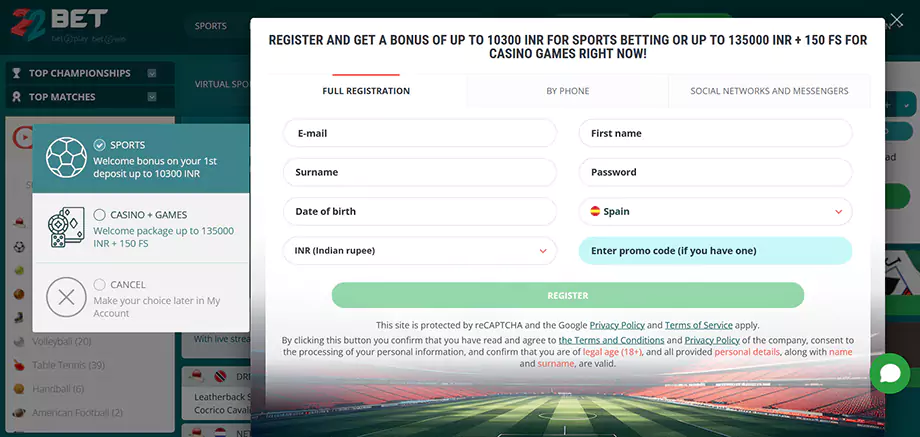 22 BET
SPORTS
TOP CHAMPIONSHIPS
TOP MATCHES
VIRTUAL SPO
SPORTS
Welcome bonus on your 1st
deposit up to 10300 INR
CASINO + GAMES
Welcome package up to 135000
INR + 150 FS
CANCEL
Make your choice later in My
Account
Volleyball (20)
Table Tennis (39)
Handball (6)
American Football (2)
With live strea
Leatherback S
Cocrico Cavali
REGISTER AND GET A BONUS OF UP TO 10300 INR FOR SPORTS BETTING OR UP TO 135000 INR + 150 FS FOR
CASINO GAMES RIGHT NOW!
FULL REGISTRATION
BY PHONE
SOCIAL NETWORKS AND MESSENGERS
E-mail
First name
Surname
Password
Date of birth
Spain
INR (Indian rupee)
Enter promo code (if you have one)
REGISTER
This site is protected by reCAPTCHA and the Google Privacy Policy and Terms of Service apply.
By clicking this button you confirm that you have read and agree to the Terms and Conditions and Privacy Policy of the company, consent
to the processing of your personal information, and confirm that you are of legal age (18+), and all provided personal details, along with name
and surname, are valid.